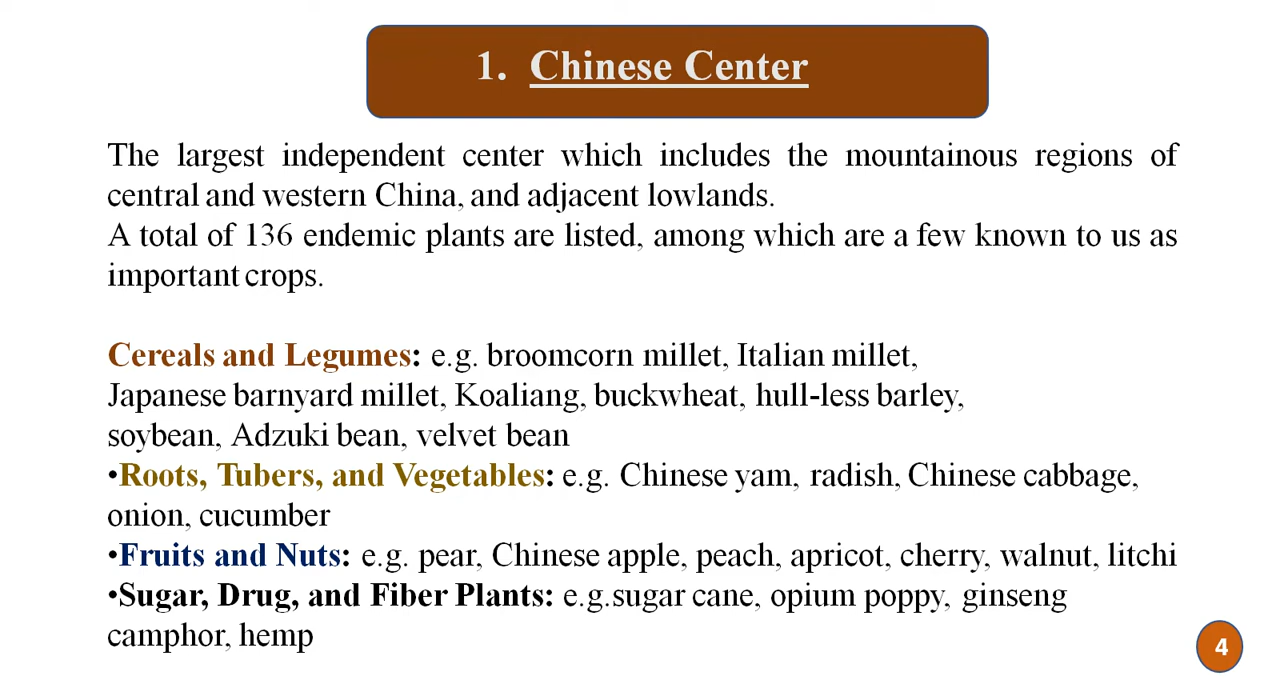 1. Chinese Center
The largest independent center which includes the mountainous regions of
central and western China, and adjacent lowlands.
A total of 136 endemic plants are listed, among which are a few known to us as
important crops.
Cereals and Legumes: e.g. broomcorn millet, Italian millet,
Japanese barnyard millet, Koaliang, buckwheat, hull-less barley,
soybean, Adzuki bean, velvet bean
•Roots, Tubers, and Vegetables: e.g. Chinese yam, radish, Chinese cabbage,
onion, cucumber
•Fruits and Nuts: e.g. pear, Chinese apple, peach, apricot, cherry, walnut, litchi
•Sugar, Drug, and Fiber Plants: e.g.sugar cane, opium poppy, ginseng
camphor, hemp
4